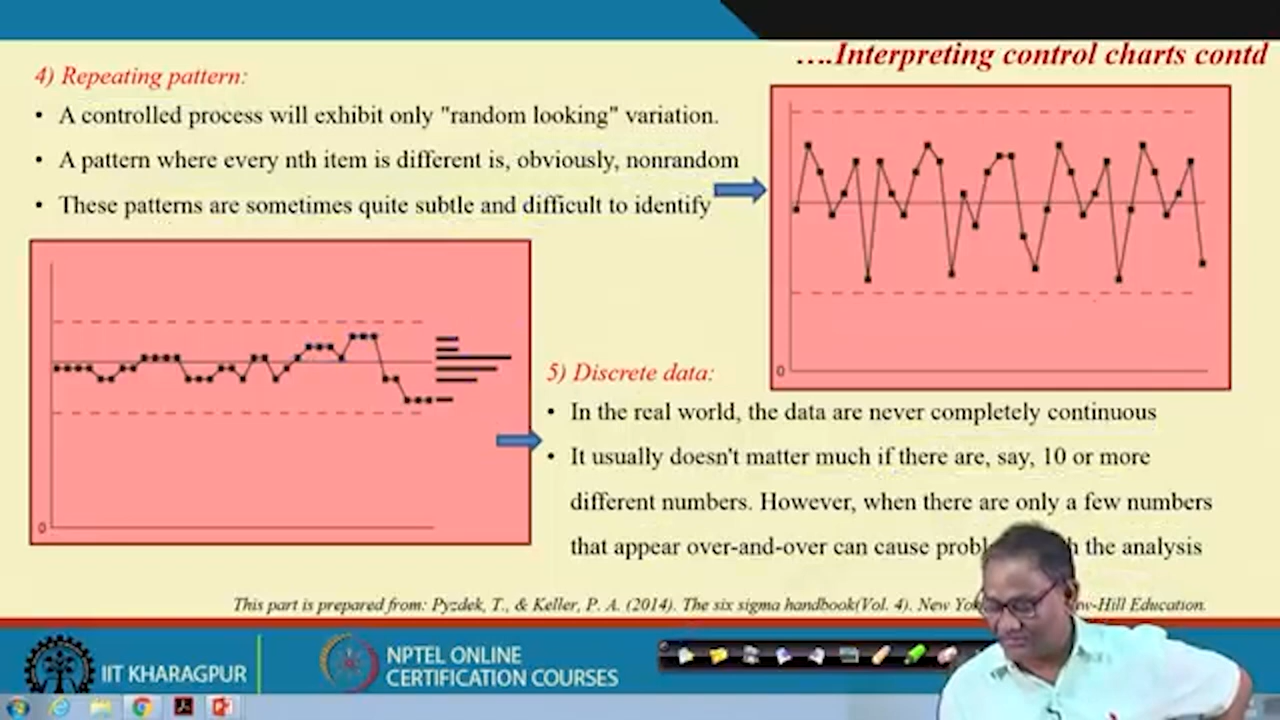 ....Interpreting control charts contd
4) Repeating pattern:
• A controlled process will exhibit only "random looking" variation.
• A pattern where every nth item is different is, obviously, nonrandom
• These patterns are sometimes quite subtle and difficult to identify
0
0
5) Discrete data:
• In the real world, the data are never completely continuous
• It usually doesn't matter much if there are, say, 10 or more
different numbers. However, when there are only a few numbers
that appear over-and-over can cause the analysis
This part is prepared from: Pyzdek, T., & Keller, P. A. (2014). The six sigma handbook(Vol. 4). New Education.
IIT KHARAGPUR
NPTEL ONLINE
CERTIFICATION COURSES